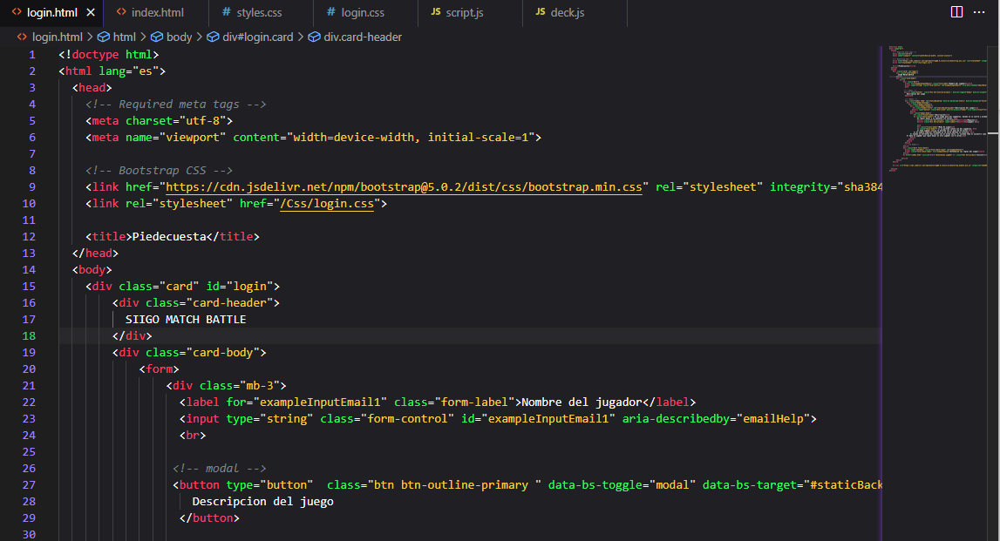 login.html index.html styles.css login.css JS script.js JS deck.js
login.html > html > body > div#login.card > div.card-header
1 <!doctype html>
2 <html lang="es">
3 <head>
4 <!-- Required meta tags -->
5 <meta charset="utf-8">
6 <meta name="viewport" content="width=device-width, initial-scale=1">
7
8 <!-- Bootstrap CSS -->
9 <link href="https://cdn.jsdelivr.net/npm/bootstrap@5.0.2/dist/css/bootstrap.min.css" rel="stylesheet" integrity="sha384
10 <link rel="stylesheet" href="/Css/login.css">
11
12 <title>Piedecuesta</title>
13 </head>
14 <body>
15 <div class="card" id="login">
16 <div class="card-header">
17 SIIGO MATCH BATTLE
18 </div>
19 <div class="card-body">
20 <form>
21 <div class="mb-3">
22 <label for="exampleInputEmail1" class="form-label">Nombre del jugador</label>
23 <input type="string" class="form-control" id="exampleInputEmail1" aria-describedby="emailHelp">
24 <br>
25
26 <!-- modal -->
27 <button type="button"  class="btn btn-outline-primary " data-bs-toggle="modal" data-bs-target="#staticBack
28 Descripcion del juego
29 </button>
30